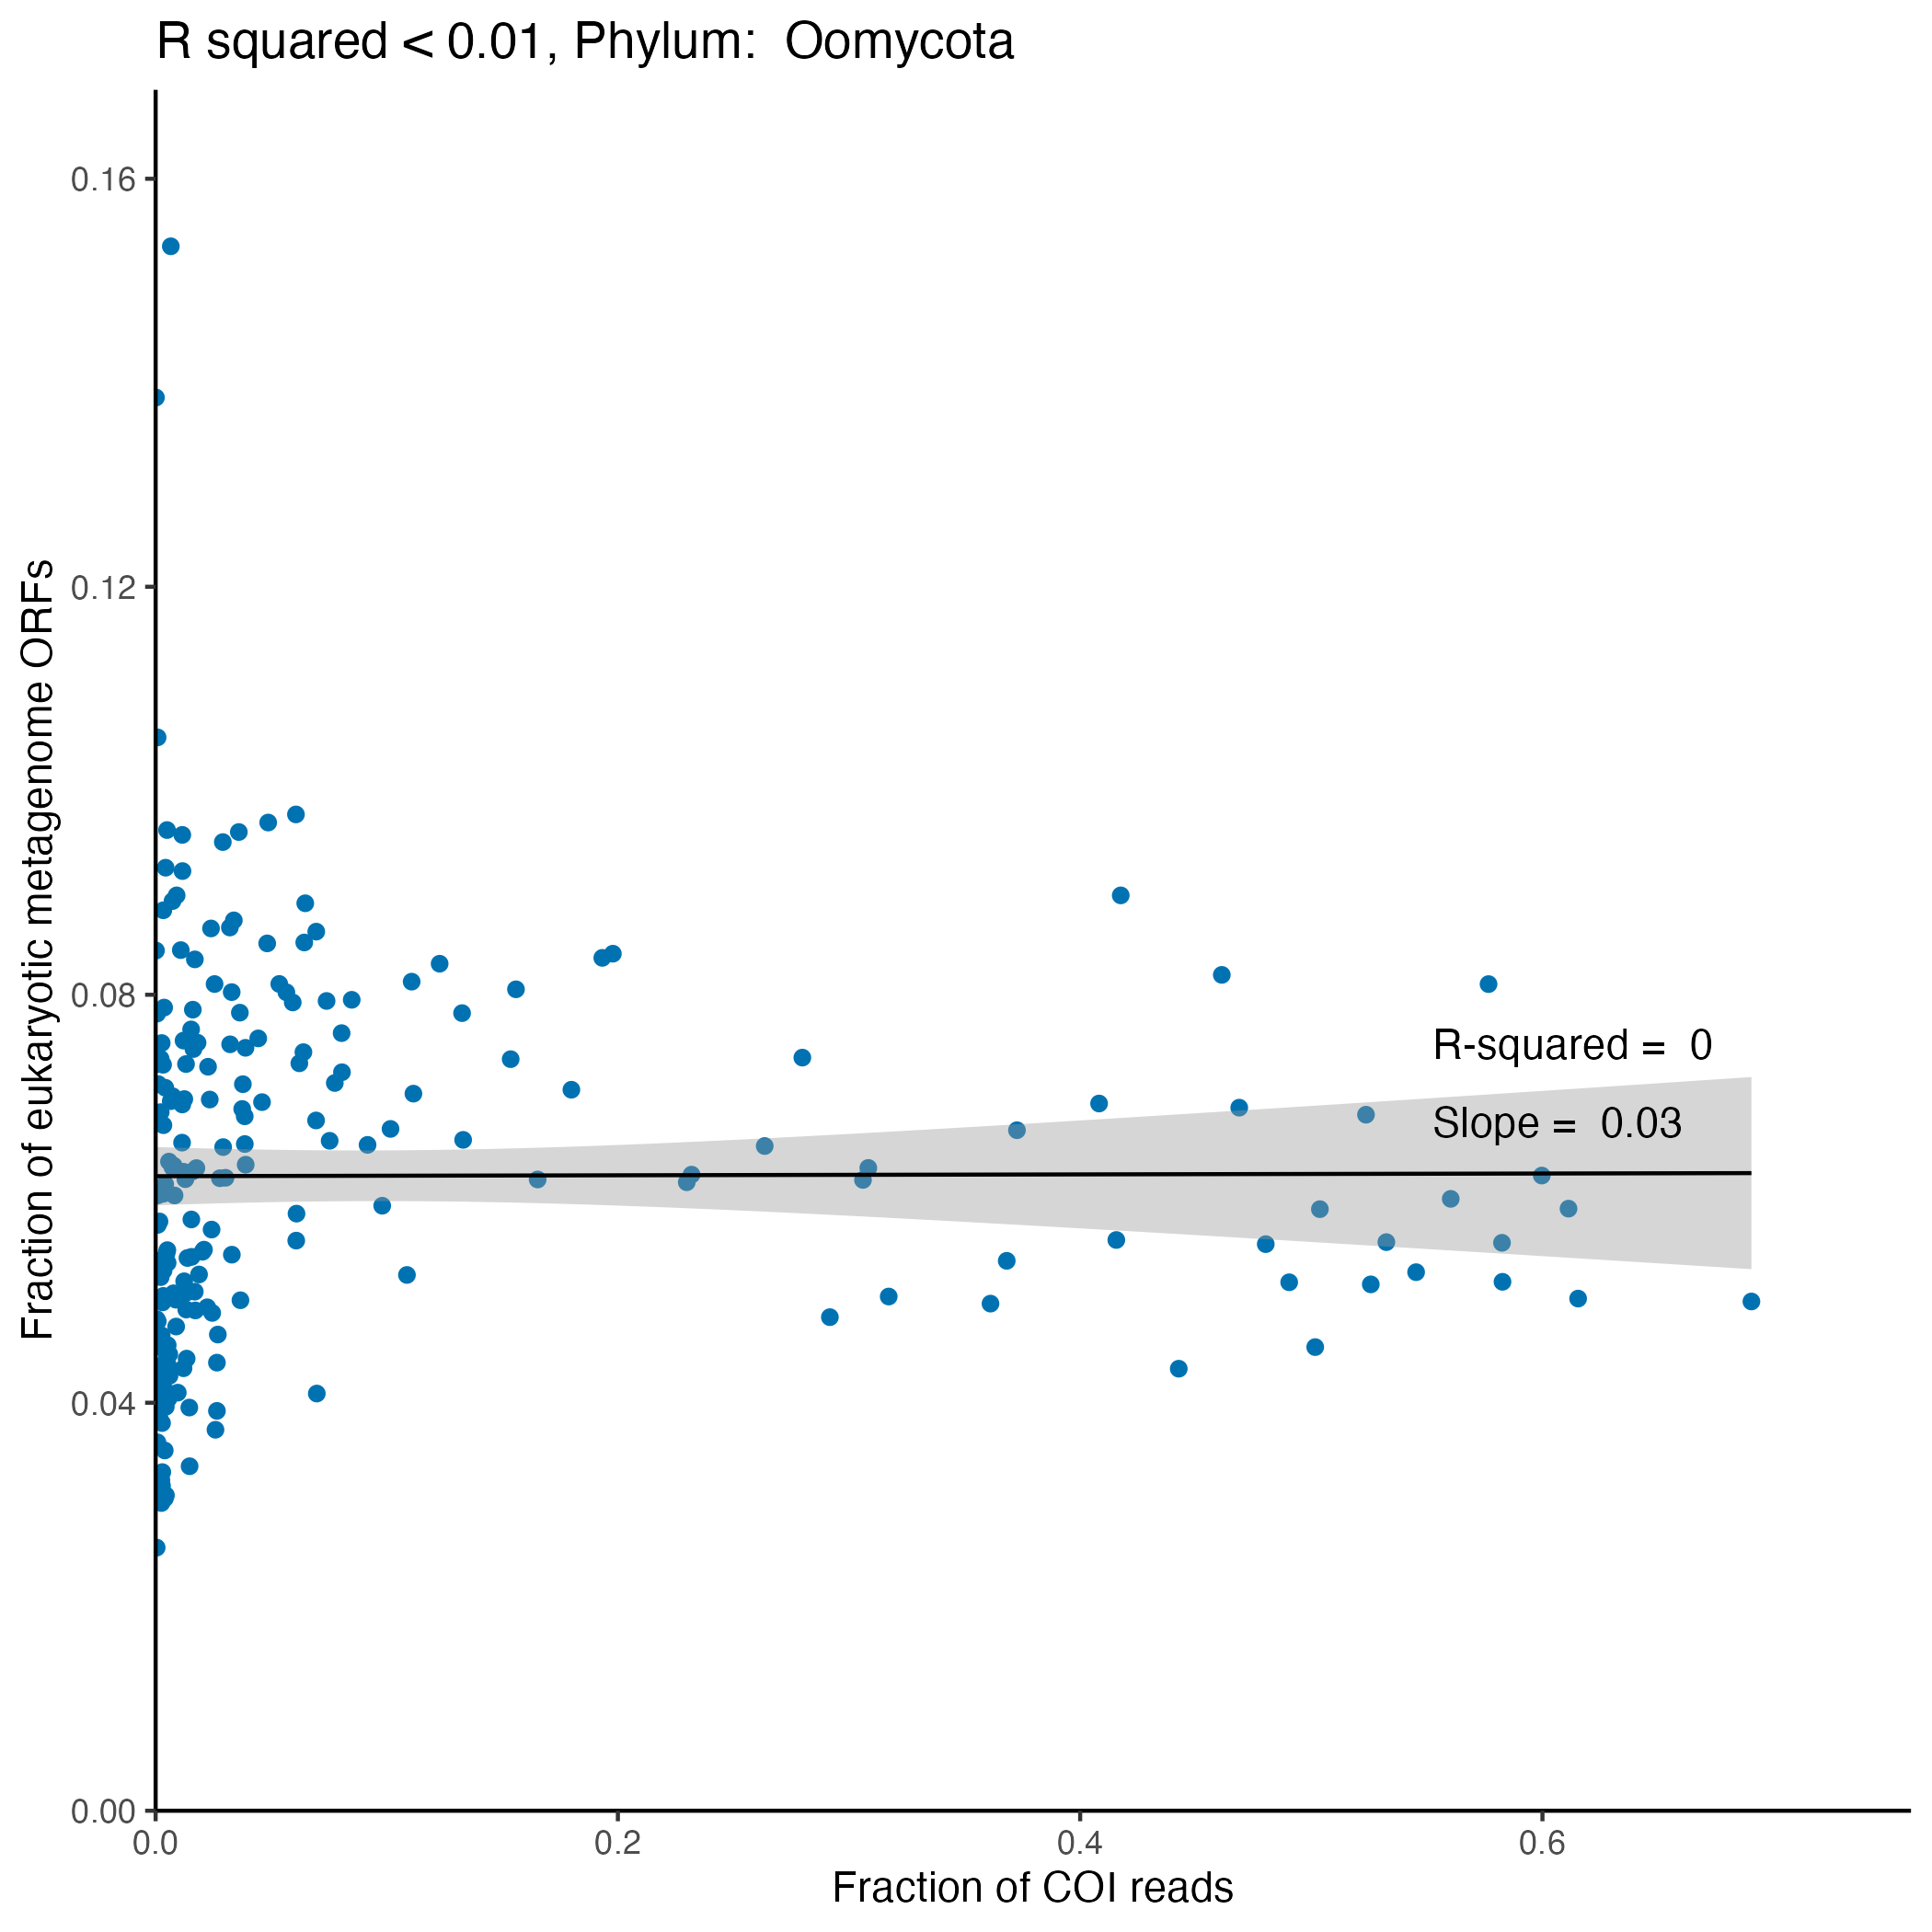 R squared < 0.01, Phylum:  Oomycota
Fraction of eukaryotic metagenome ORFs
0.16
0.12
0.08
0.04
0.00
R-squared =  0
Slope =  0.03
0.0
0.2
0.4
0.6
Fraction of COI reads